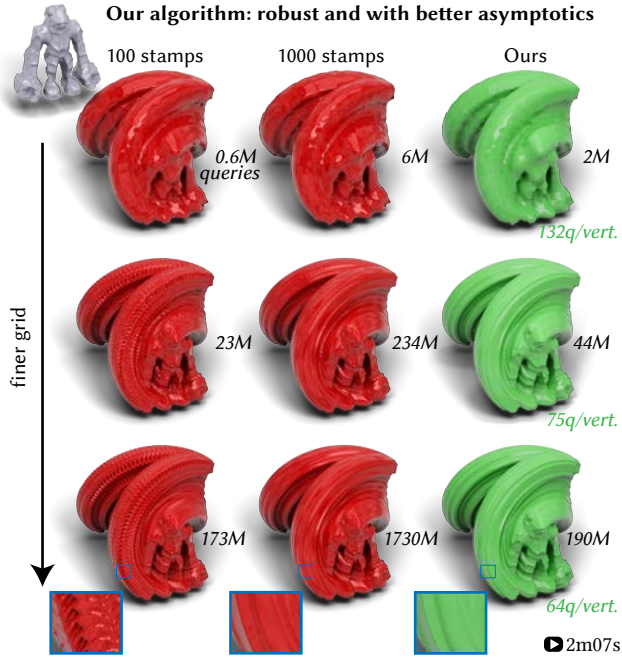 Our algorithm: robust and with better asymptotics
100 stamps
1000 stamps
Ours
0.6M
queries
6M
2M
132q/vert.
finer grid
23M
234M
44M
75q/vert.
173M
1730M
190M
64q/vert.
2m07s